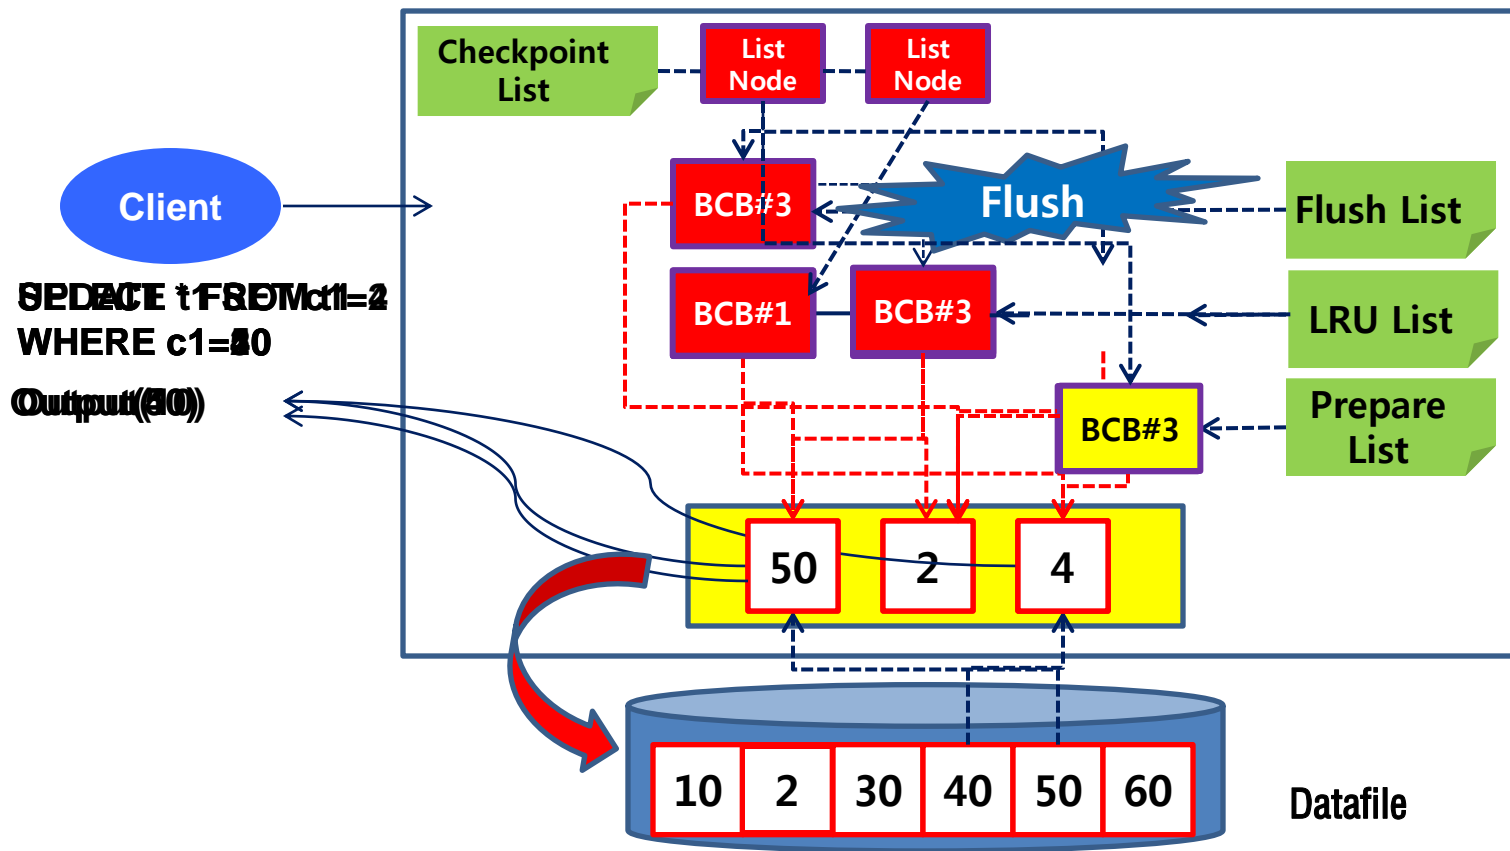 Checkpoint
List
List
Node
List
Node
Client
BCB#3
Flush
Flush List
BCB#1
BCB#3
LRU List
WHERE
BCB#3
Prepare
List
50
2
4
10
2
30
40
50
60
Datafile